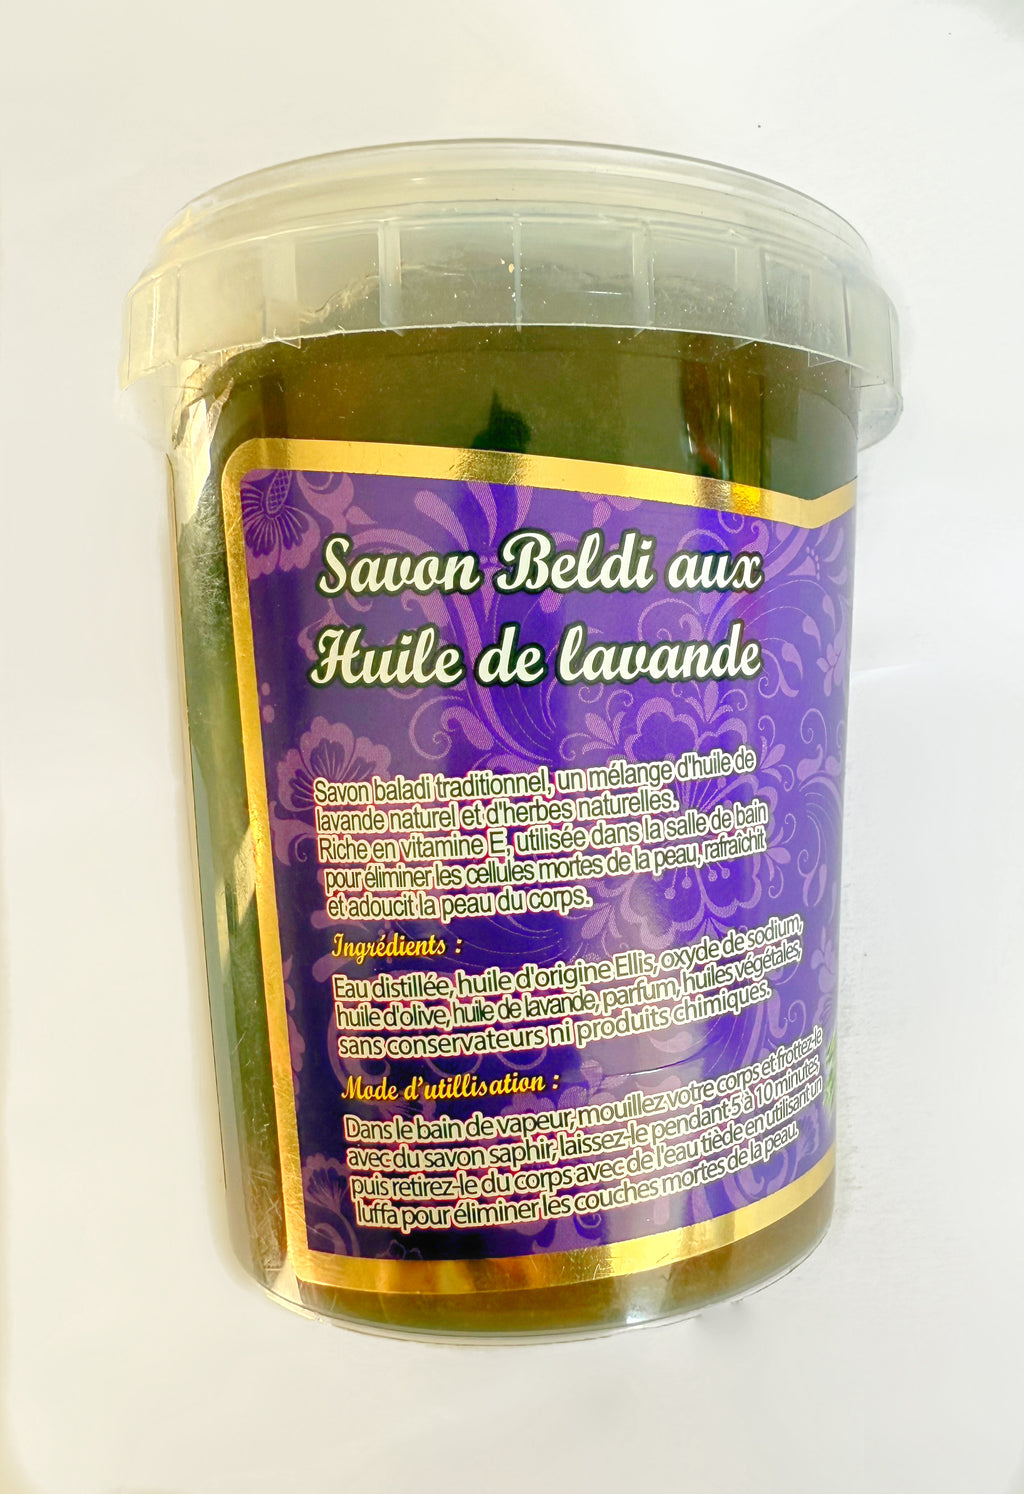 Savon Beldi aux
Huile de lavande
Savon baladi traditionnel, un mélange d'huile de
lavande naturel et d'herbes naturelles.
Riche en vitamine E, utilisée dans la salle de bain
pour éliminer les cellules mortes de la peau, rafraîchit
et adoucit la peau du corps.
Ingrédients :
Eau distillée, huile d'origine Ellis, oxyde de sodium,
huile d'olive, huile de lavande, parfum, huiles végétales,
sans conservateurs ni produits chimiques.
Mode d'utillisation :
Dans le bain de vapeur, mouillez votre corps et frottez-le
avec du savon saphir, laissez-le pendant 5 à 10 minutes,
puis retirez-le du corps avec de l'eau tiède en utilisant un
luffa pour éliminer les couches mortes de la peau.